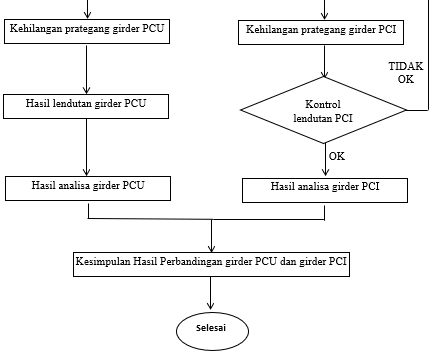 Kehilangan prategang girder PCU
Kehilangan prategang girder PCI
TIDAK
OK
Hasil lendutan girder PCU
Kontrol
lendutan PCI
OK
Hasil analisa girder PCU
Hasil analisa girder PCI
Kesimpulan Hasil Perbandingan girder PCU dan girder PCI
Selesai